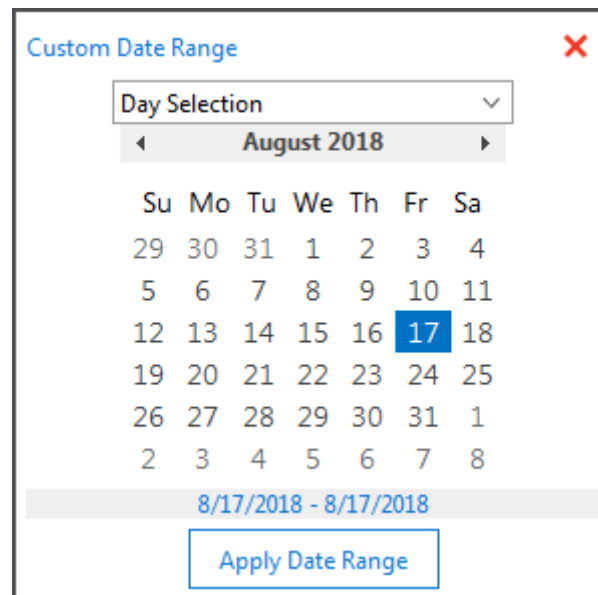 Custom Date Range
Day Selection
August 2018
Su Mo Tu We Th Fr Sa
29 30 31 1 2 3 4
5 6 7 8 9 10 11
12 13 14 15 16 17 18
19 20 21 22 23 24 25
26 27 28 29 30 31 1
2 3 4 5 6 7 8
8/17/2018 - 8/17/2018
Apply Date Range